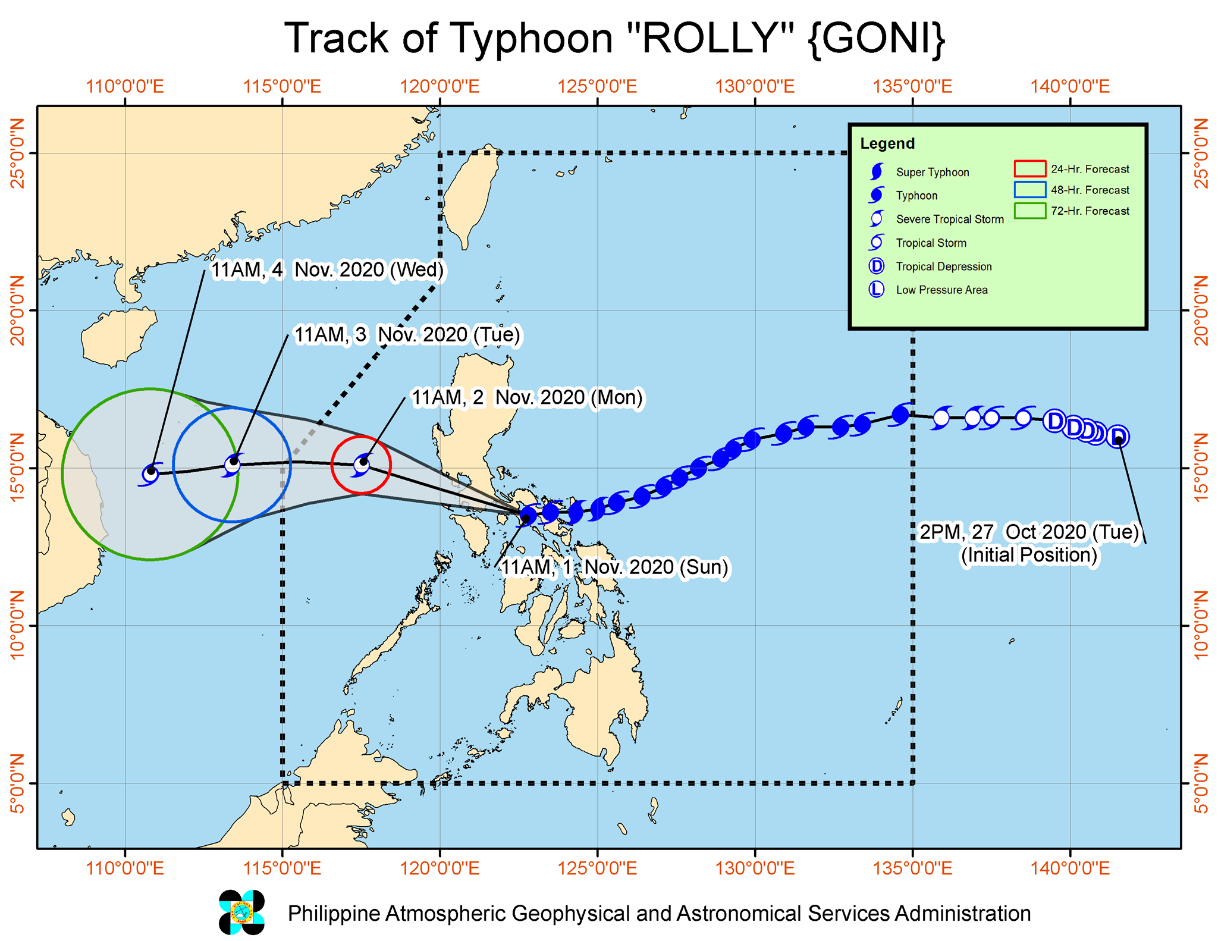 Track of Typhoon "ROLLY" {GONI}
110°0'0"E 115°0'0"E 120°0'0"E 125°0'0"E 130°0'0"E 135°0'0"E 140°0'0"E
25°0'0"N 25°0'0"N
Legend
Super Typhoon
Typhoon
Severe Tropical Storm
Tropical Storm
D Tropical Depression
L Low Pressure Area
24-Hr. Forecast
48-Hr. Forecast
72-Hr. Forecast
11AM, 4 Nov. 2020 (Wed)
20°0'0"N 20°0'0"N
11AM, 3 Nov. 2020 (Tue)
11AM, 2 Nov. 2020 (Mon)
D D D D D
15°0'0"N 15°0'0"N
2PM, 27 Oct 2020 (Tue)
(Initial Position)
11AM, 1 Nov. 2020 (Sun)
10°0'0"N 10°0'0"N
5°0'0"N 5°0'0"N
110°0'0"E 115°0'0"E 120°0'0"E 125°0'0"E 130°0'0"E 135°0'0"E 140°0'0"E
Philippine Atmospheric Geophysical and Astronomical Services Administration